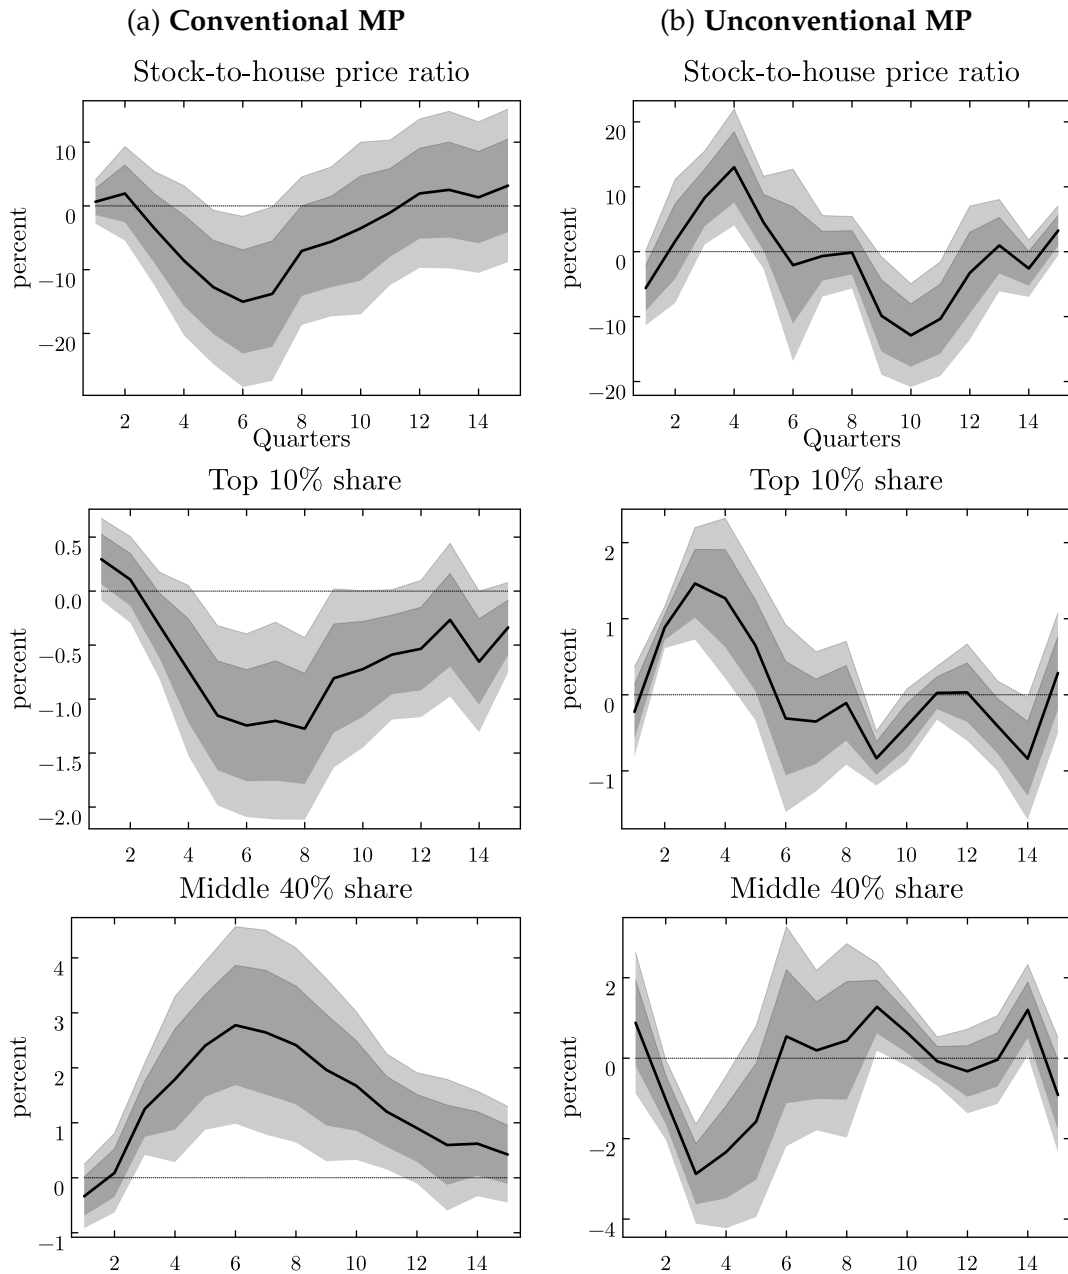 (a) Conventional MP
(b) Unconventional MP
Stock-to-house price ratio
percent
10
0
−10
−20
2 4 6 8 10 12 14
Quarters
Stock-to-house price ratio
percent
20
10
0
−10
−20
2 4 6 8 10 12 14
Quarters
Top 10% share
percent
0.5
0.0
−0.5
−1.0
−1.5
−2.0
2 4 6 8 10 12 14
Top 10% share
percent
2
1
0
−1
2 4 6 8 10 12 14
Middle 40% share
percent
4
3
2
1
0
−1
2 4 6 8 10 12 14
Middle 40% share
percent
2
0
−2
−4
2 4 6 8 10 12 14